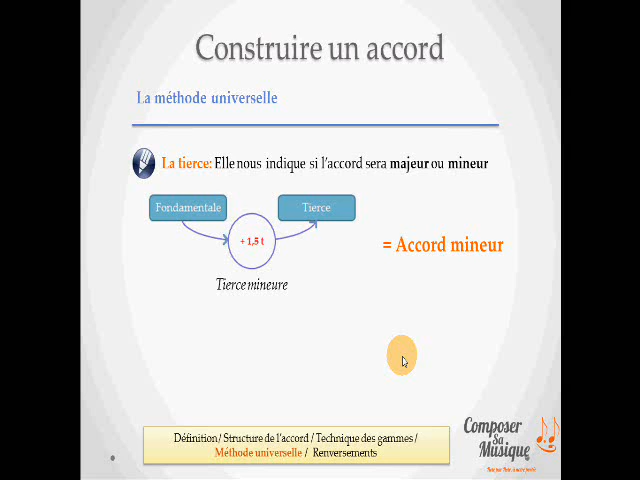 Construire un accord
La méthode universelle
La tierce: Elle nous indique si l'accord sera majeur ou mineur
Fondamentale
Tierce
+ 1,5 t
= Accord mineur
Tierce mineure
Définition / Structure de l'accord / Technique des gammes /
Méthode universelle / Renversements
Composer
Sa
Musique